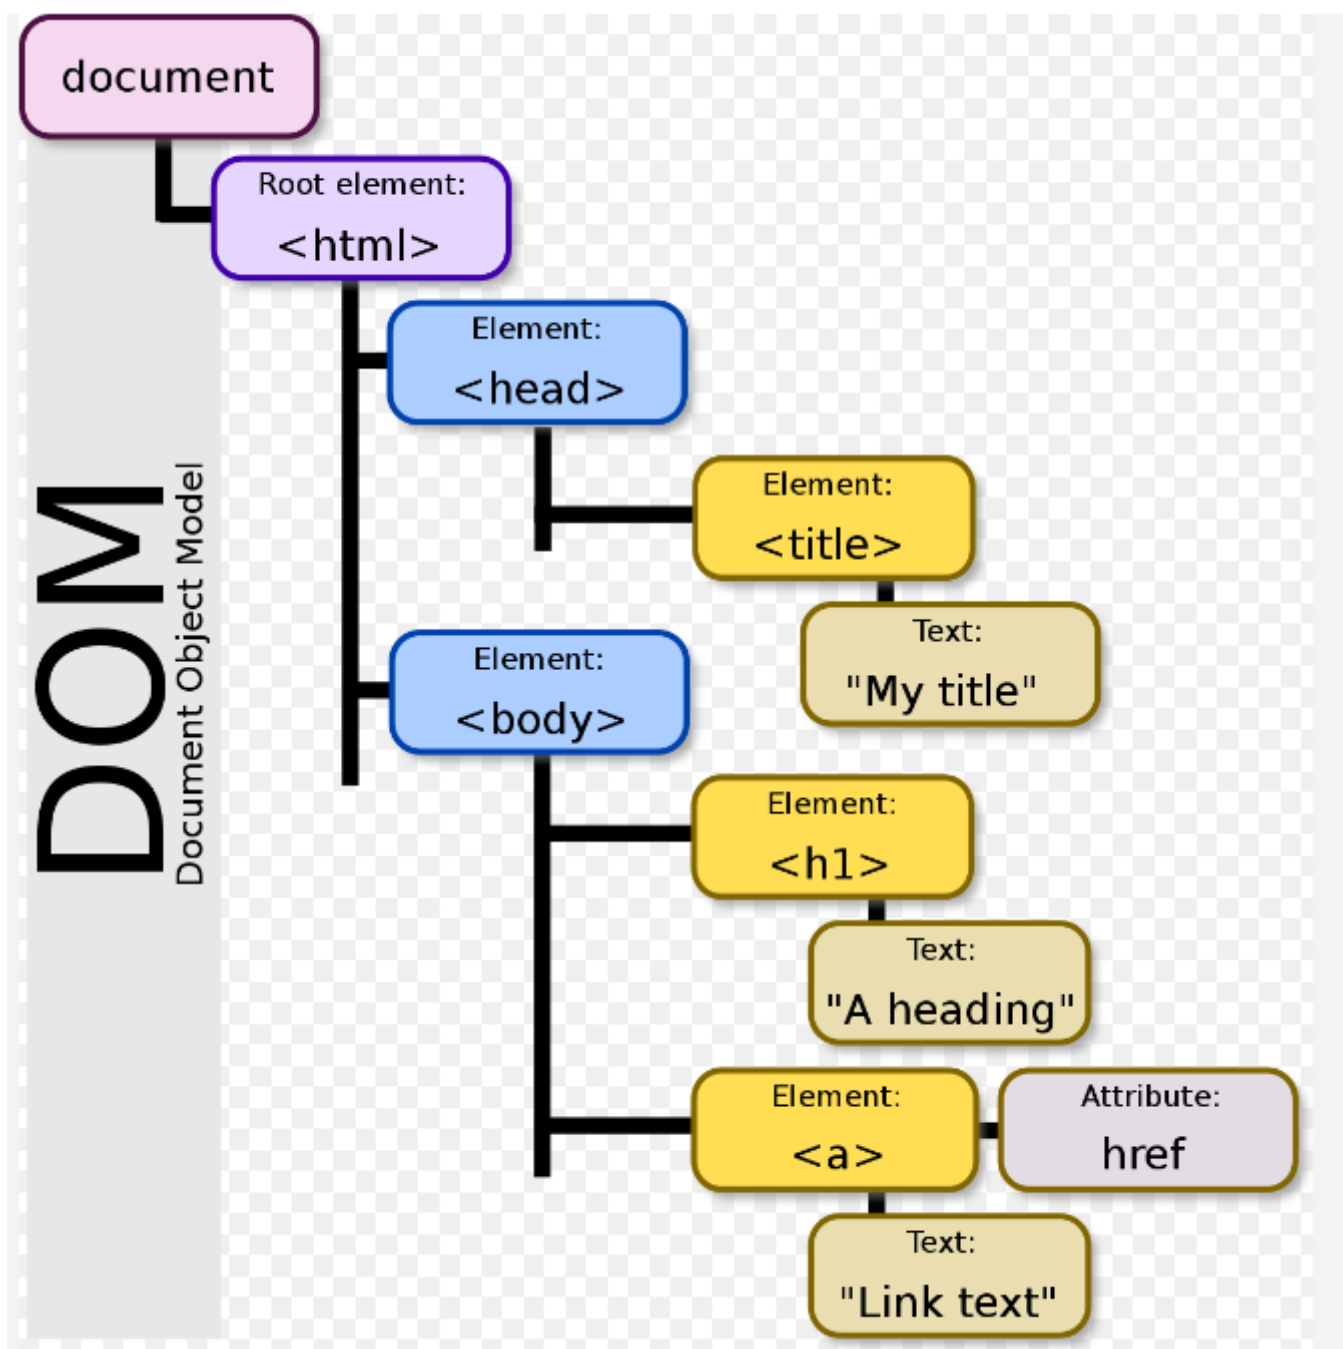 document
Root element:
<html>
Element:
<head>
Element:
<title>
Text:
"My title"
Element:
<body>
Element:
<h1>
Text:
"A heading"
Element:
<a>
Attribute:
href
Text:
"Link text"
DOM
Document Object Model